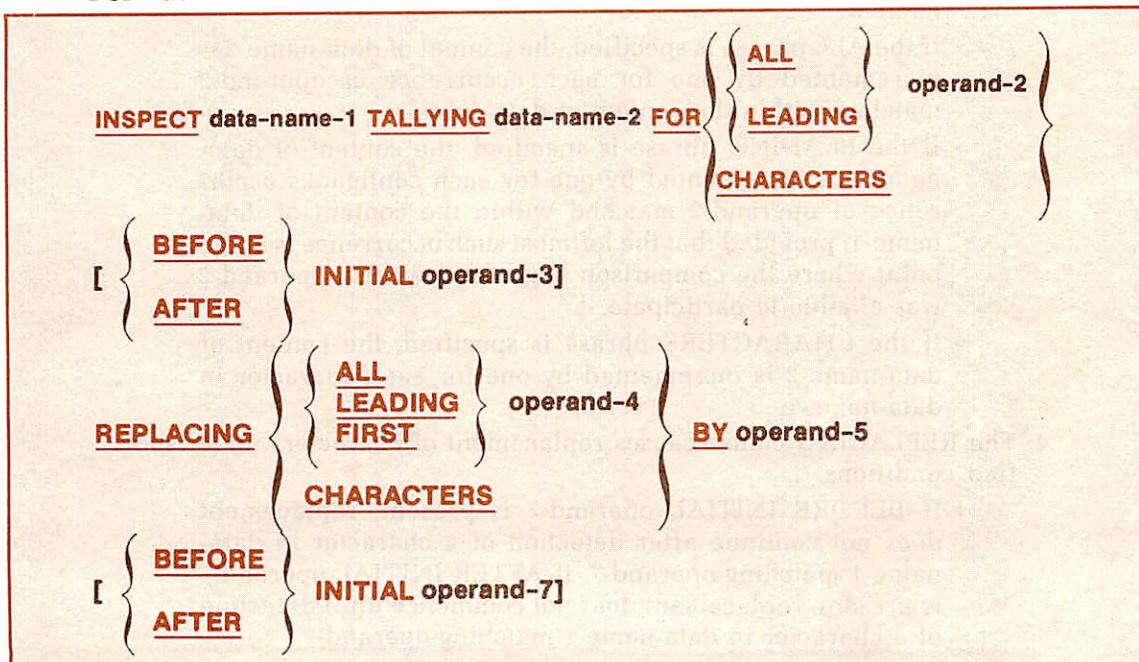 ALL
operand-2
INSPECT data-name-1 TALLYING data-name-2 FOR
LEADING
CHARACTERS
BEFORE
[ INITIAL operand-3]
AFTER
ALL
LEADING operand-4
FIRST
REPLACING BY operand-5
CHARACTERS
BEFORE
[ INITIAL operand-7]
AFTER